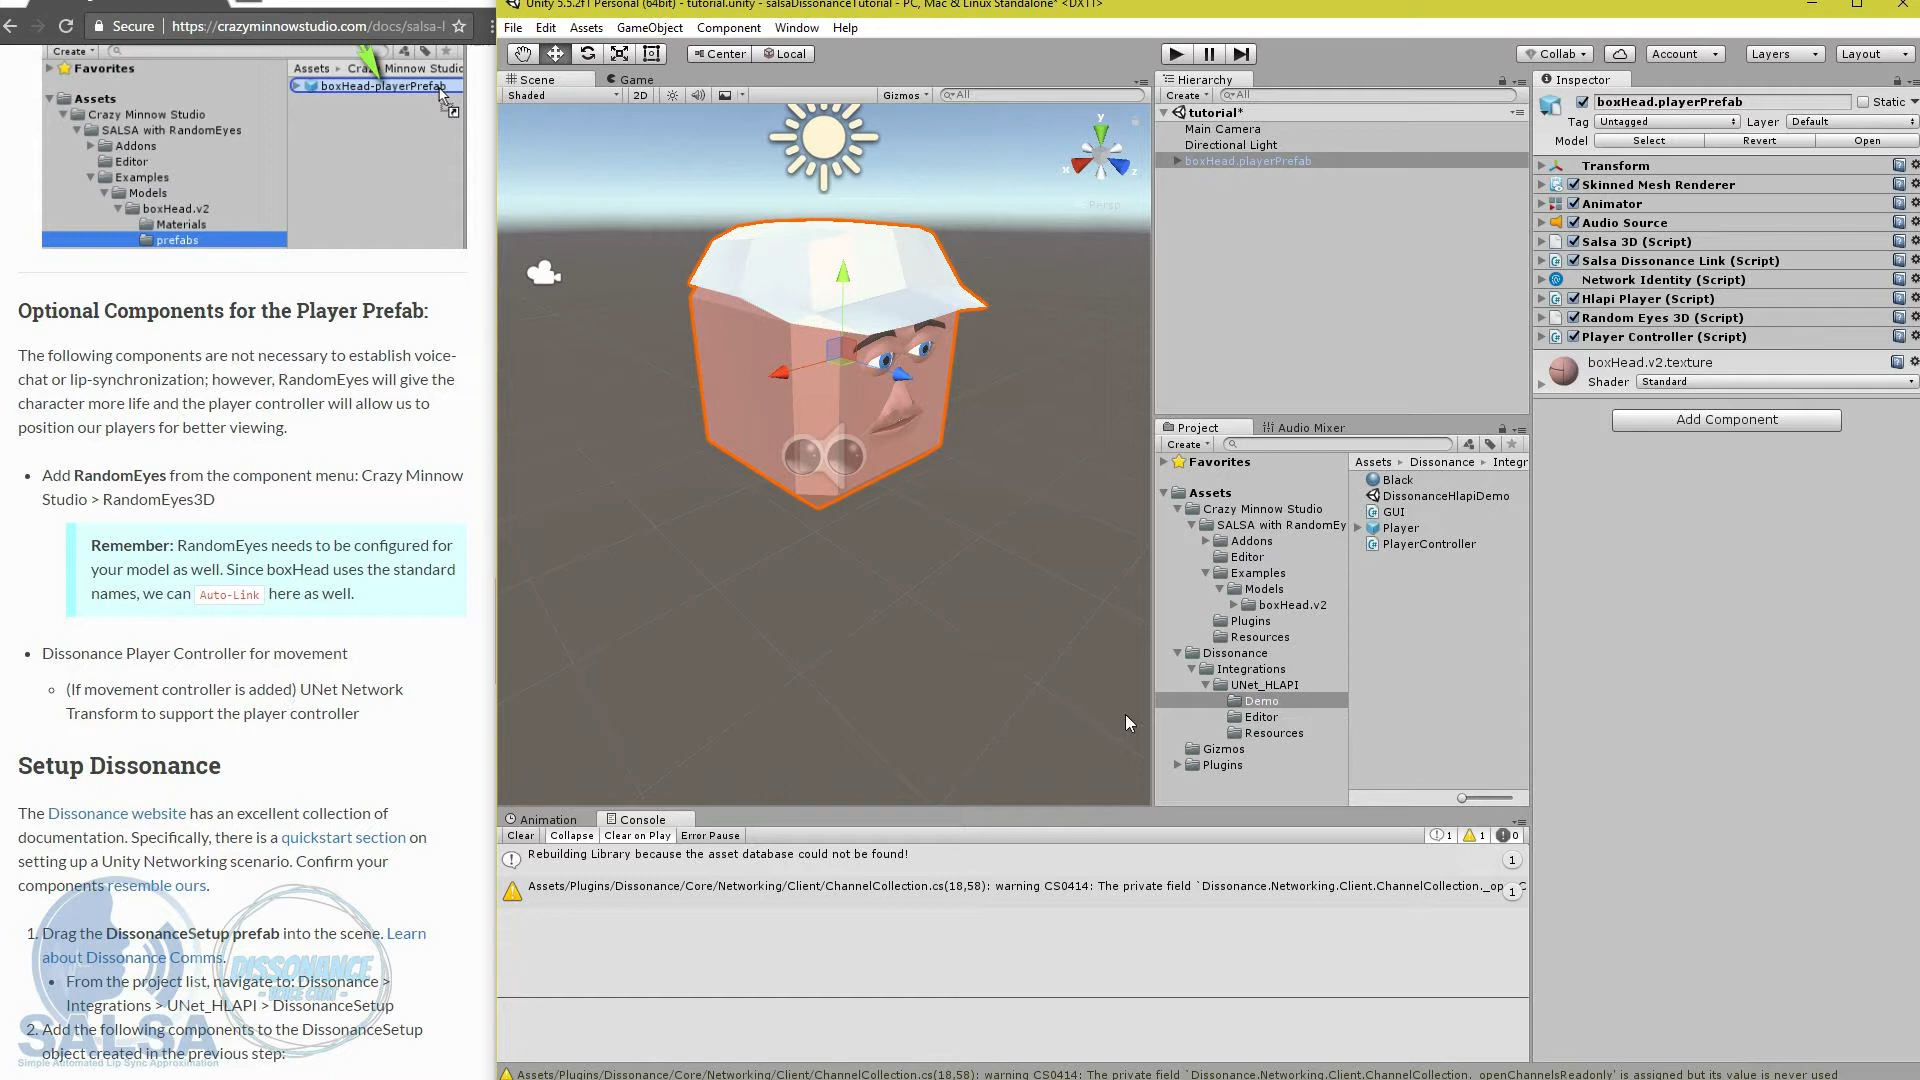 Secure
https://crazyminnowstudio.com/docs/salsa-l
Create
Favorites
Assets
Crazy Minnow Studio
SALSA with RandomEyes
Addons
Editor
Examples
Models
boxHead.v2
Materials
prefabs
Assets
Minnow Studio
boxHead-playerPrefab
Optional Components for the Player Prefab:
The following components are not necessary to establish voice-
chat or lip-synchronization; however, RandomEyes will give the
character more life and the player controller will allow us to
position our players for better viewing.
Add RandomEyes from the component menu: Crazy Minnow
Studio > RandomEyes3D
Remember: RandomEyes needs to be configured for
your model as well. Since boxHead uses the standard
names, we can Auto-Link here as well.
Dissonance Player Controller for movement
(If movement controller is added) UNet Network
Transform to support the player controller
Setup Dissonance
The Dissonance website has an excellent collection of
documentation. Specifically, there is a quickstart section on
setting up a Unity Networking scenario. Confirm your
components resemble ours.
1. Drag the DissonanceSetup prefab into the scene. Learn
about Dissonance Comms.
From the project list, navigate to: Dissonance >
Integrations > UNet_HLAPI > DissonanceSetup
2. Add the following components to the DissonanceSetup
object created in the previous step:
SALSA
Simple Automated Lip Sync Approximation
DISSONANCE
- VOICE CHAT -
Unity 5.5.2f1 Personal (64bit) - tutorial.unity - salsaDissonanceTutorial - PC, Mac & Linux Standalone* <DX11>
File Edit Assets GameObject Component Window Help
Center Local
Collab Account Layers Layout
Scene Game
Shaded 2D Gizmos All
y
x
z
Persp
Hierarchy
Create All
tutorial*
Main Camera
Directional Light
boxHead.playerPrefab
Project Audio Mixer
Create
Favorites
Assets
Crazy Minnow Studio
SALSA with RandomEy
Addons
Editor
Examples
Models
boxHead.v2
Plugins
Resources
Dissonance
Integrations
UNet_HLAPI
Demo
Editor
Resources
Gizmos
Plugins
Assets Dissonance Integr
Black
DissonanceHlapiDemo
GUI
Player
PlayerController
Inspector
boxHead.playerPrefab Static
Tag Untagged Layer Default
Model Select Revert Open
Transform
Skinned Mesh Renderer
Animator
Audio Source
Salsa 3D (Script)
Salsa Dissonance Link (Script)
Network Identity (Script)
Hlapi Player (Script)
Random Eyes 3D (Script)
Player Controller (Script)
boxHead.v2.texture
Shader Standard
Add Component
Animation Console
Clear Collapse Clear on Play Error Pause 1 1 0
Rebuilding Library because the asset database could not be found! 1
Assets/Plugins/Dissonance/Core/Networking/Client/ChannelCollection.cs(18,58): warning CS0414: The private field `Dissonance.Networking.Client.ChannelCollection._op 1
Assets/Plugins/Dissonance/Core/Networking/Client/ChannelCollection.cs(18,58): warning CS0414: The private field `Dissonance.Networking.Client.ChannelCollection._openChannelsReadonly' is assigned but its value is never used